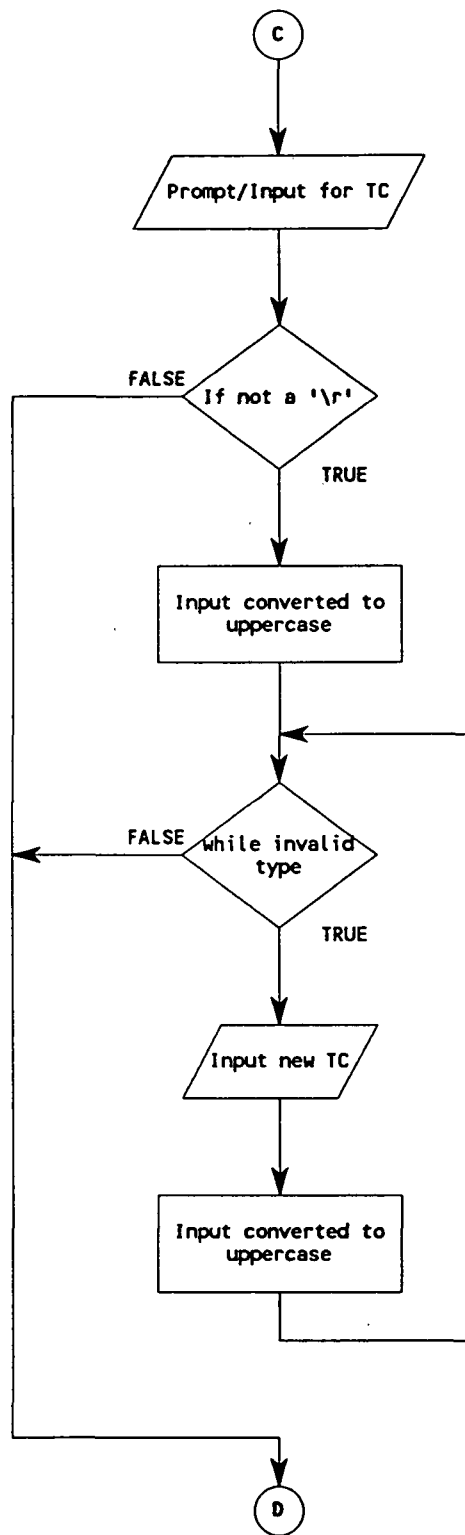 C
Prompt/Input for TC
FALSE
If not a '\r'
TRUE
Input converted to
uppercase
FALSE
while invalid
type
TRUE
Input new TC
Input converted to
uppercase
D